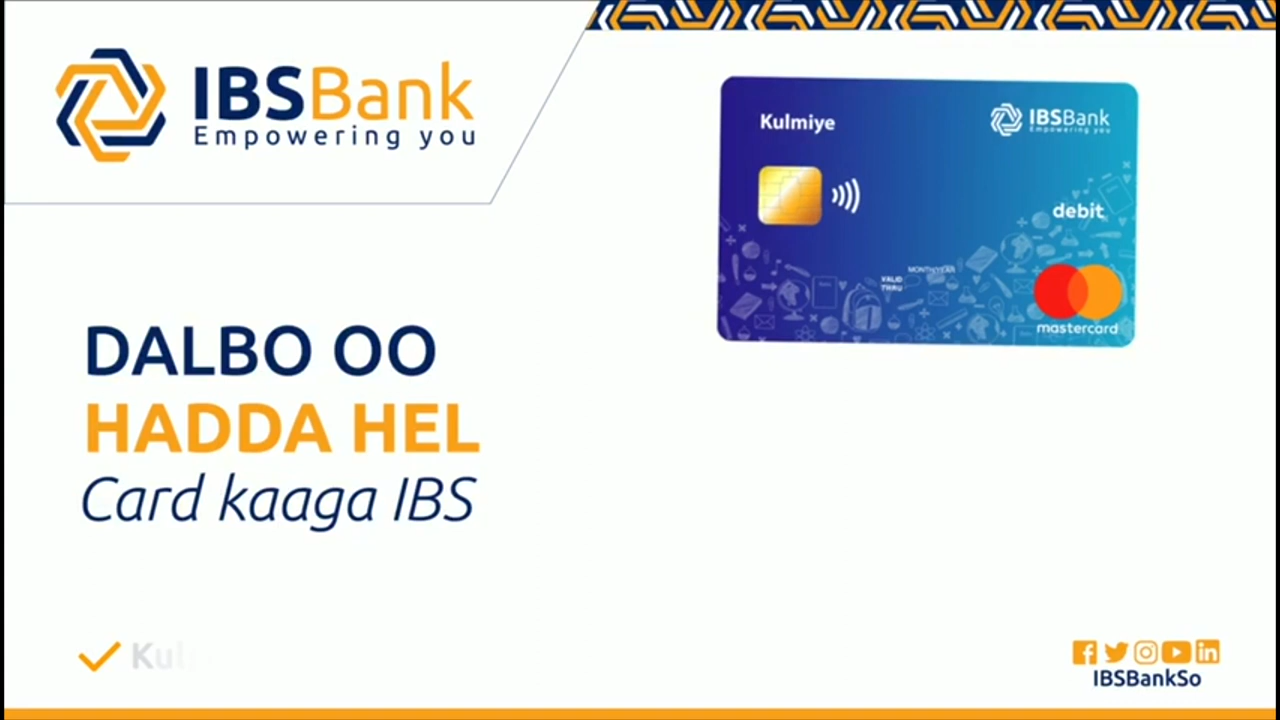 IBSBank
Empowering you
Kulmiye
IBSBank
Empowering you
debit
MONTH/YEAR
VALID
THRU
mastercard
DALBO OO
HADDA HEL
Card kaaga IBS
IBSBankSo